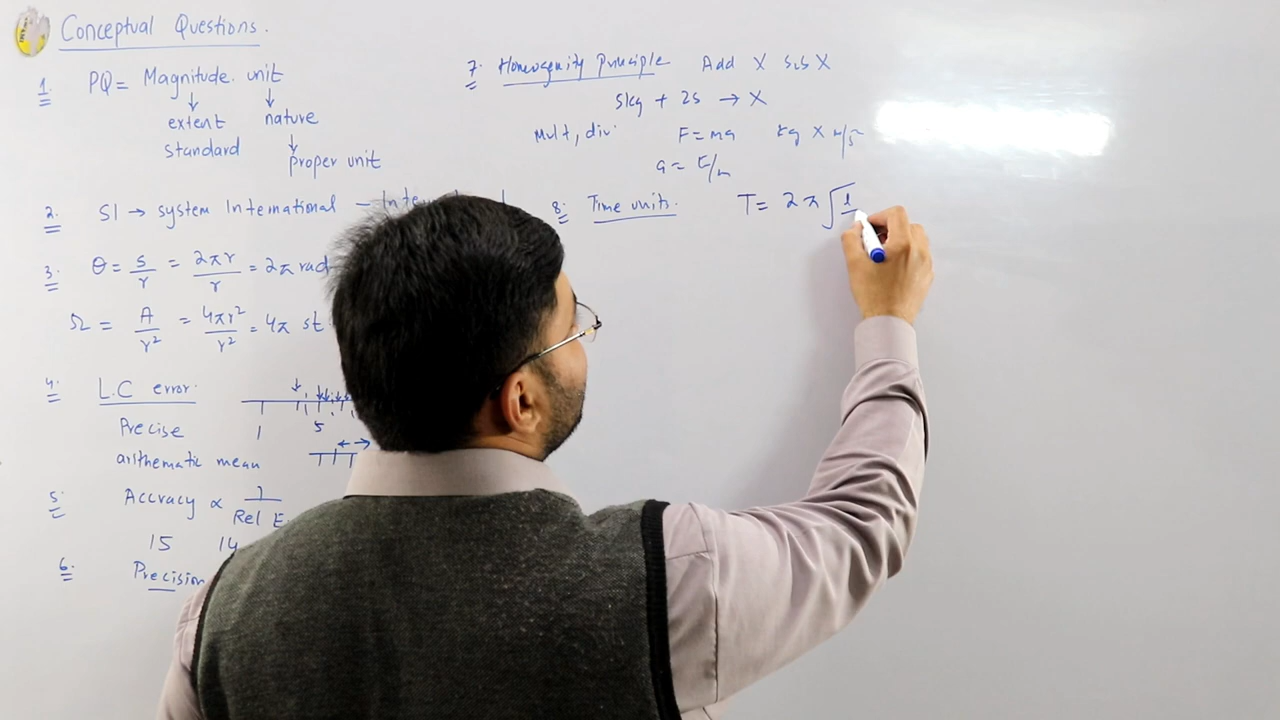 Conceptual Questions.
1. PQ = Magnitude. unit
extent nature
standard proper unit
2. SI → system International — Inte
3. θ = s/r = 2πr/r = 2π rad
Ω = A/r² = 4πr²/r² = 4π st
4. L.C error.
1 5
Precise
arithmetic mean
5. Accracy ∝ 1/Rel E
15 14
6. Precision
7. Homogenity Principle Add X Sub X
5kg + 2s → X
Mult, div. F = ma kg x m/s²
a = F/m
8. Time units. T = 2π√l